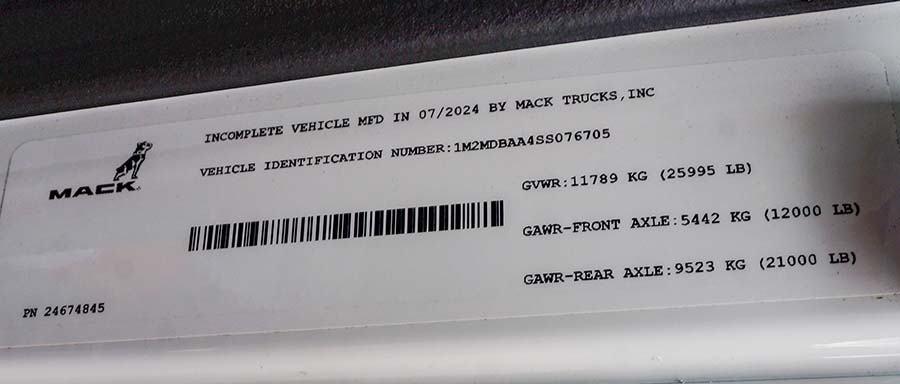 INCOMPLETE VEHICLE MFD IN 07/2024 BY MACK TRUCKS,INC
VEHICLE IDENTIFICATION NUMBER:1M2MDBAA4SS076705
MACK
GVWR:11789 KG (25995 LB)
GAWR-FRONT AXLE:5442 KG (12000 LB)
GAWR-REAR AXLE:9523 KG (21000 LB)
PN 24674845